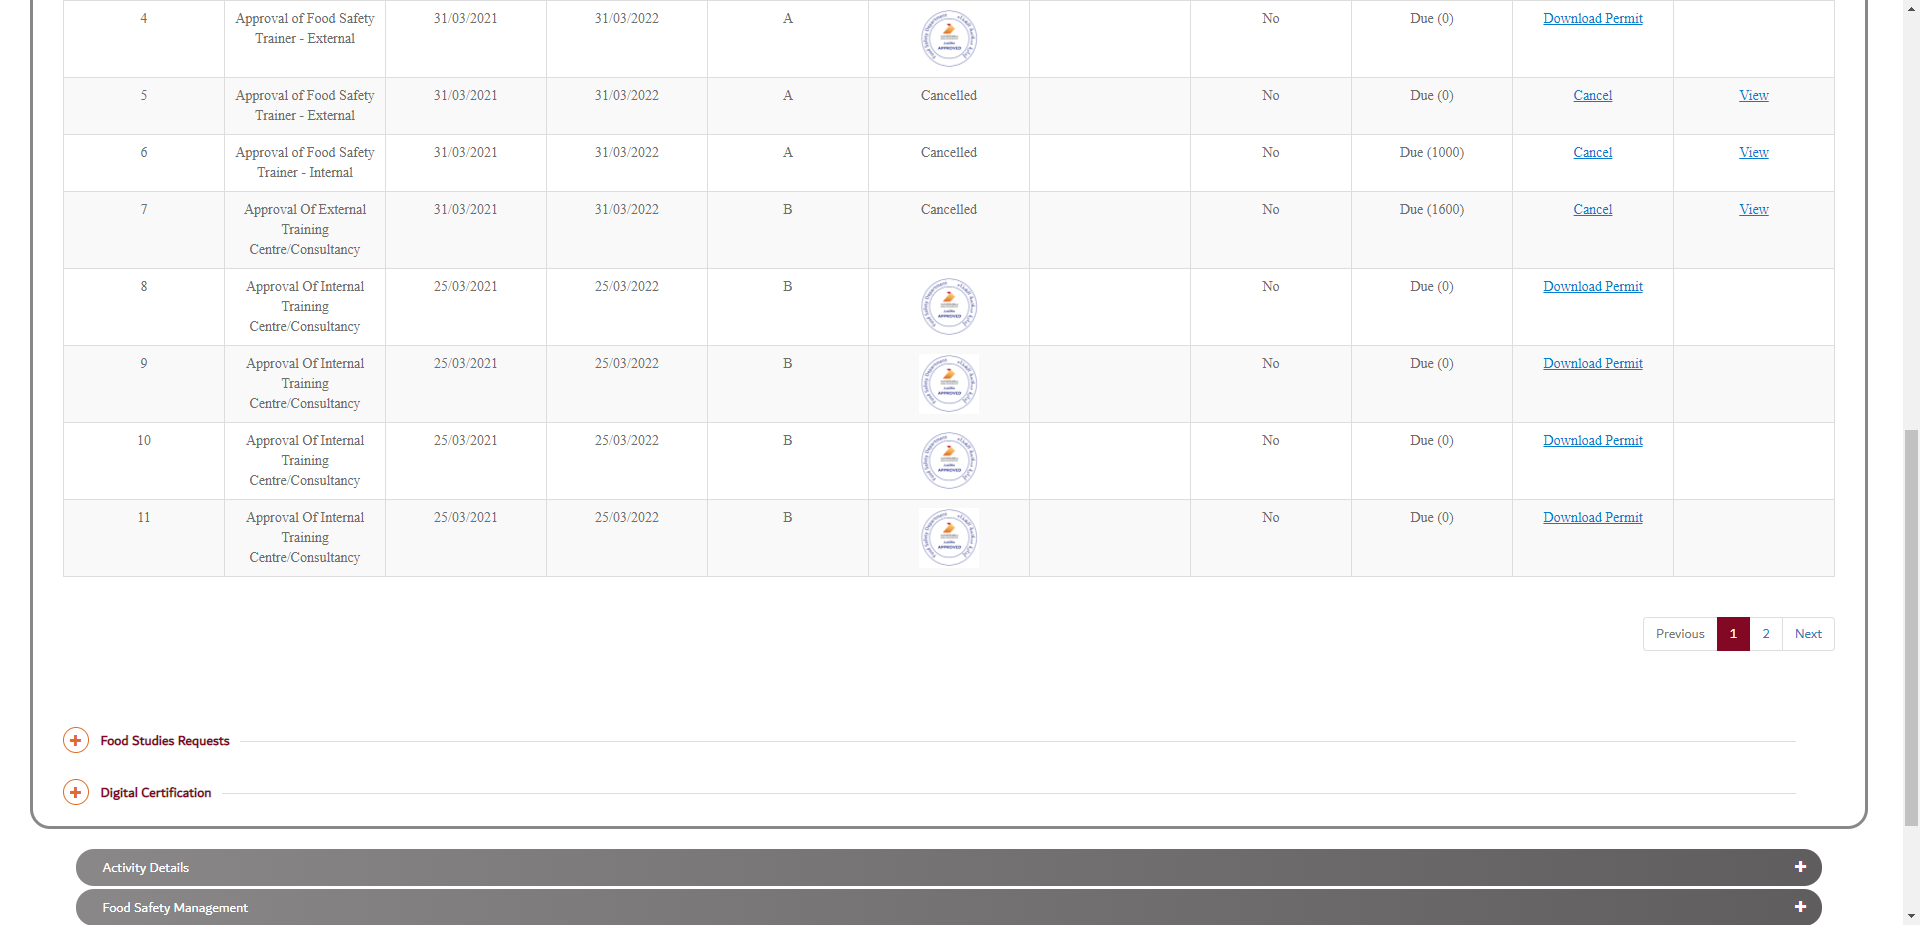 4 Approval of Food Safety 31/03/2021 31/03/2022 A No Due (0) Download Permit
Trainer - External
APPROVED
5 Approval of Food Safety 31/03/2021 31/03/2022 A Cancelled No Due (0) Cancel View
Trainer - External
6 Approval of Food Safety 31/03/2021 31/03/2022 A Cancelled No Due (1000) Cancel View
Trainer - Internal
7 Approval Of External 31/03/2021 31/03/2022 B Cancelled No Due (1600) Cancel View
Training
Centre/Consultancy
8 Approval Of Internal 25/03/2021 25/03/2022 B No Due (0) Download Permit
Training
APPROVED
Centre/Consultancy
9 Approval Of Internal 25/03/2021 25/03/2022 B No Due (0) Download Permit
Training
APPROVED
Centre/Consultancy
10 Approval Of Internal 25/03/2021 25/03/2022 B No Due (0) Download Permit
Training
APPROVED
Centre/Consultancy
11 Approval Of Internal 25/03/2021 25/03/2022 B No Due (0) Download Permit
Training
APPROVED
Centre/Consultancy
Previous 1 2 Next
Food Studies Requests
Digital Certification
Activity Details
Food Safety Management